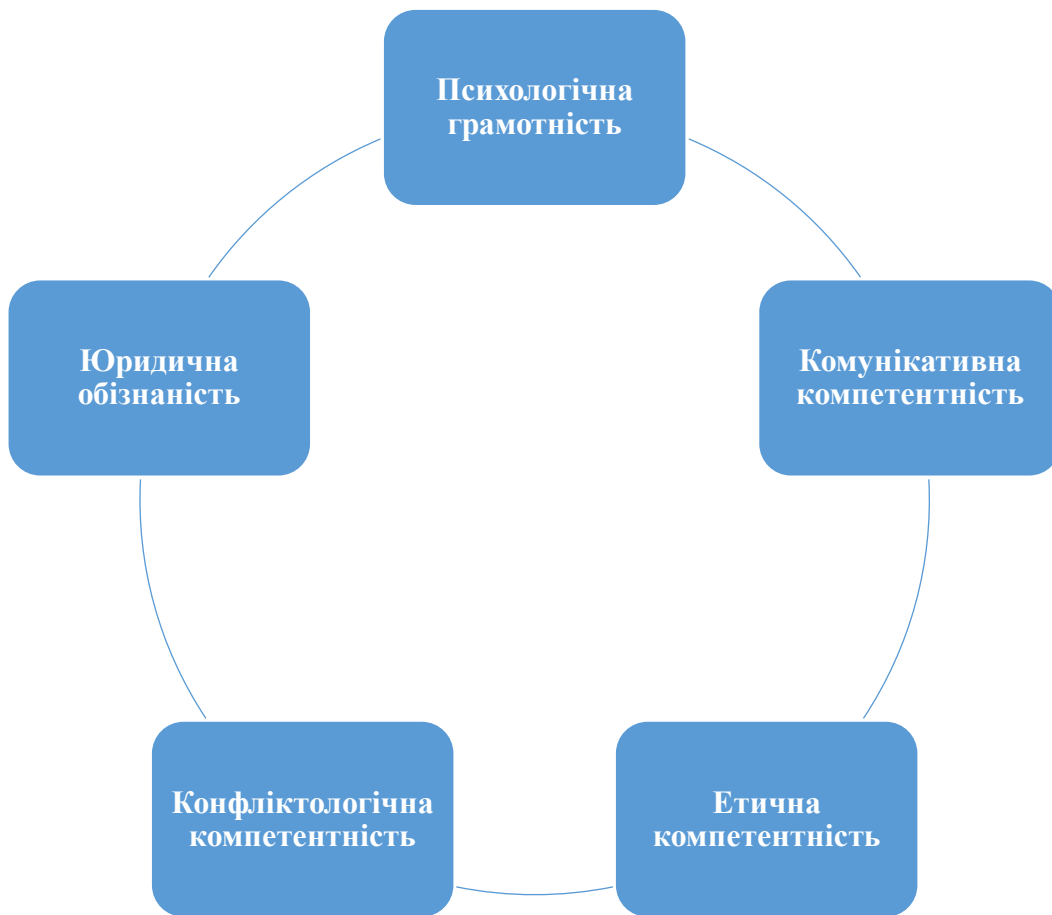 Психологічна
грамотність
Комунікативна
компетентність
Етична
компетентність
Конфліктологічна
компетентність
Юридична
обізнаність